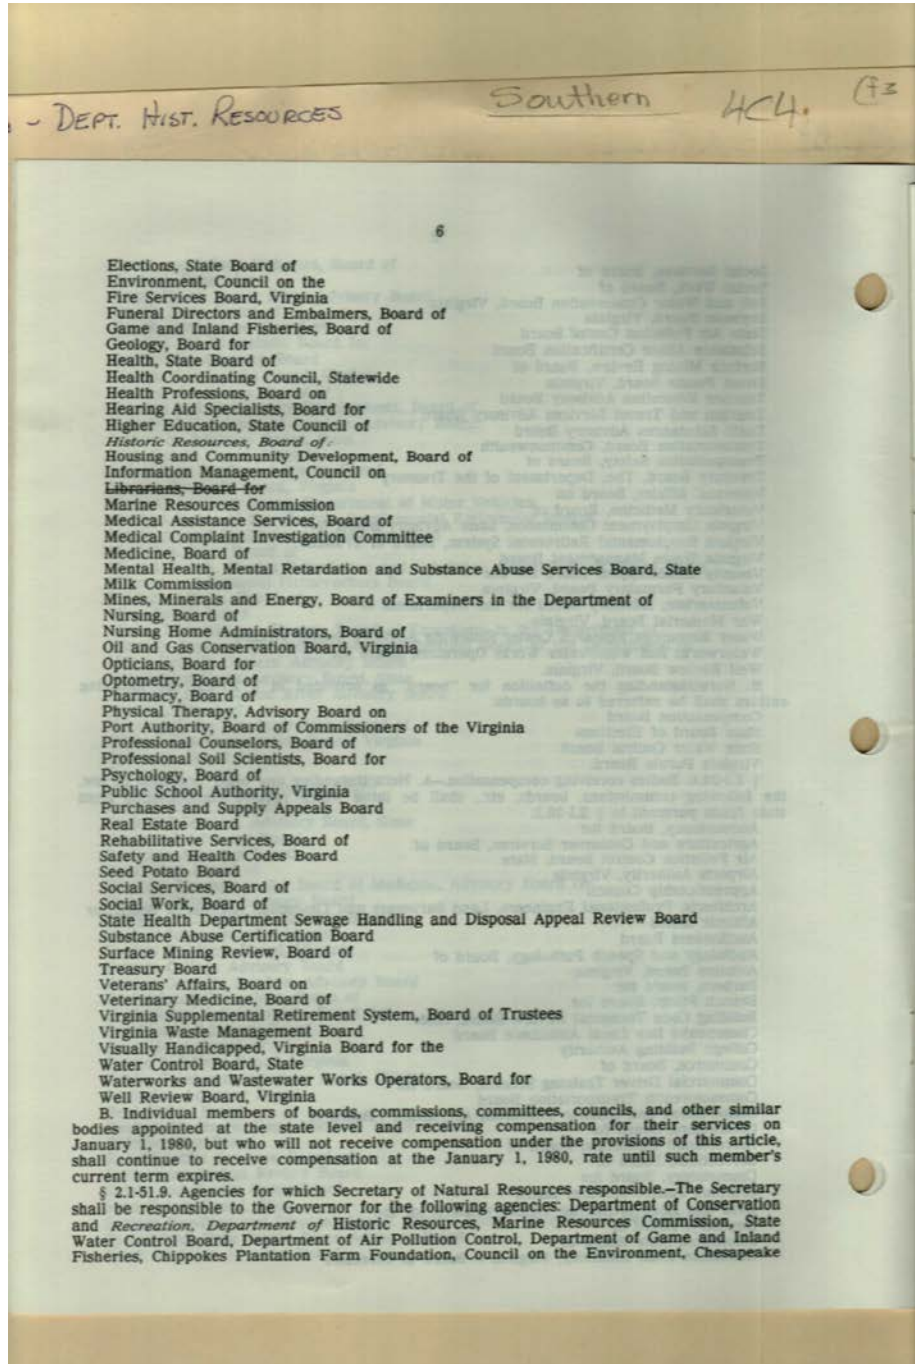 - DEPT. HIST. RESOURCES
Southern
4C4.
6
Elections, State Board of
Environment, Council on the
Fire Services Board, Virginia
Funeral Directors and Embalmers, Board of
Game and Inland Fisheries, Board of
Geology, Board for
Health, State Board of
Health Coordinating Council, Statewide
Health Professions, Board on
Hearing Aid Specialists, Board for
Higher Education, State Council of
Historic Resources, Board of
Housing and Community Development, Board of
Information Management, Council on
Librarians, Board for
Marine Resources Commission
Medical Assistance Services, Board of
Medical Complaint Investigation Committee
Medicine, Board of
Mental Health, Mental Retardation and Substance Abuse Services Board, State
Milk Commission
Mines, Minerals and Energy, Board of Examiners in the Department of
Nursing, Board of
Nursing Home Administrators, Board of
Oil and Gas Conservation Board, Virginia
Opticians, Board for
Optometry, Board of
Pharmacy, Board of
Physical Therapy, Advisory Board on
Port Authority, Board of Commissioners of the Virginia
Professional Counselors, Board of
Professional Soil Scientists, Board for
Psychology, Board of
Public School Authority, Virginia
Purchases and Supply Appeals Board
Real Estate Board
Rehabilitative Services, Board of
Safety and Health Codes Board
Seed Potato Board
Social Services, Board of
Social Work, Board of
State Health Department Sewage Handling and Disposal Appeal Review Board
Substance Abuse Certification Board
Surface Mining Review, Board of
Treasury Board
Veterans' Affairs, Board on
Veterinary Medicine, Board of
Virginia Supplemental Retirement System, Board of Trustees
Virginia Waste Management Board
Visually Handicapped, Virginia Board for the
Water Control Board, State
Waterworks and Wastewater Works Operators, Board for
Well Review Board, Virginia
B. Individual members of boards, commissions, committees, councils, and other similar
bodies appointed at the state level and receiving compensation for their services on
January 1, 1980, but who will not receive compensation under the provisions of this article,
shall continue to receive compensation at the January 1, 1980, rate until such member's
current term expires.
§ 2.1-51.9. Agencies for which Secretary of Natural Resources responsible.—The Secretary
shall be responsible to the Governor for the following agencies: Department of Conservation
and Recreation, Department of Historic Resources, Marine Resources Commission, State
Water Control Board, Department of Air Pollution Control, Department of Game and Inland
Fisheries, Chippokes Plantation Farm Foundation, Council on the Environment, Chesapeake